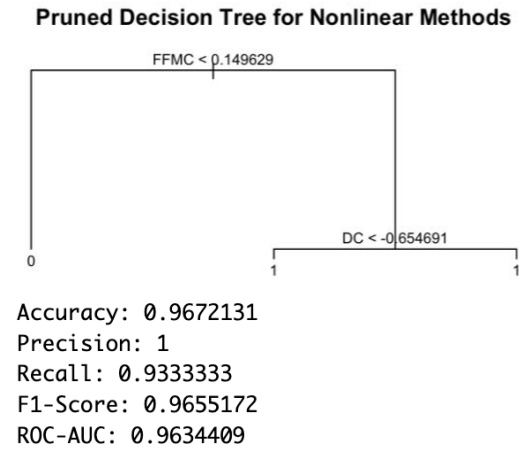 Pruned Decision Tree for Nonlinear Methods
FFMC < 0.149629
DC < -0.654691
0
1
1
Accuracy: 0.9672131
Precision: 1
Recall: 0.9333333
F1-Score: 0.9655172
ROC-AUC: 0.9634409